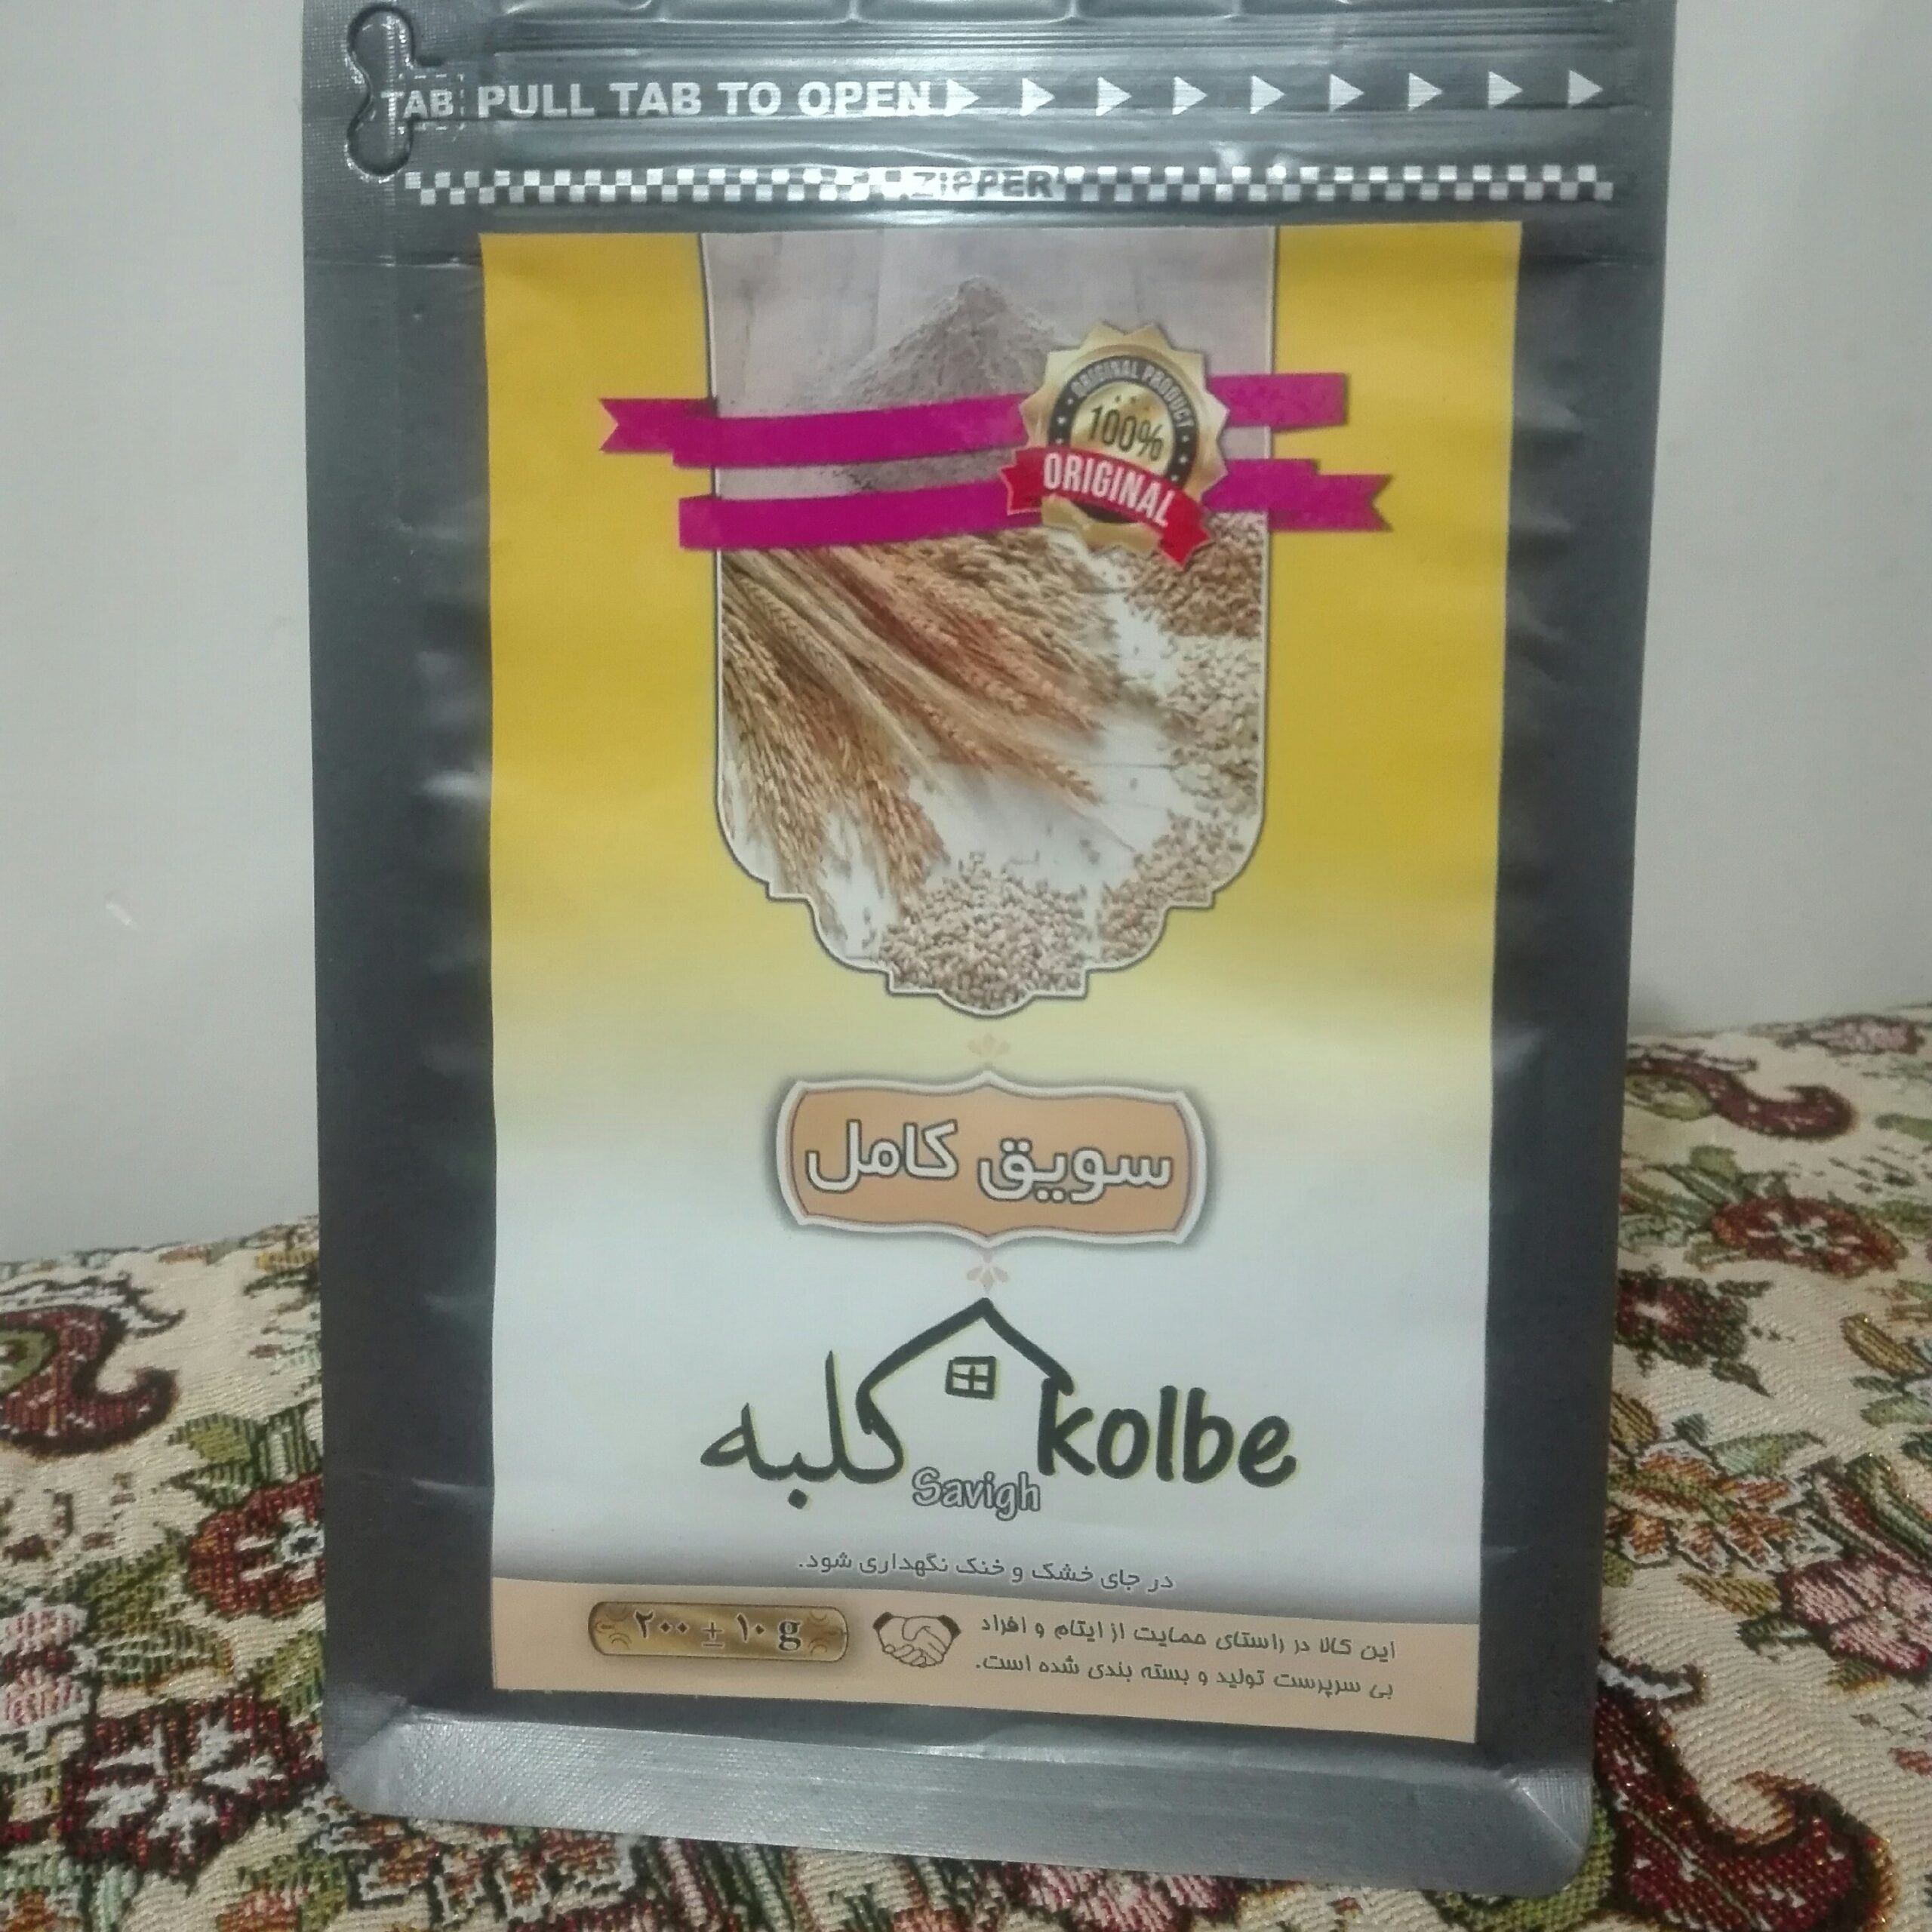 TAB PULL TAB TO OPEN
ZIPPER
ORIGINAL PRODUCT
100%
ORIGINAL
سویق کامل
کلبه kolbe
Savigh
در جای خشک و خنک نگهداری شود.
این کالا در راستای حمایت از ایتام و افراد
بی سرپرست تولید و بسته بندی شده است.
۲۰۰ ± ۱۰ g